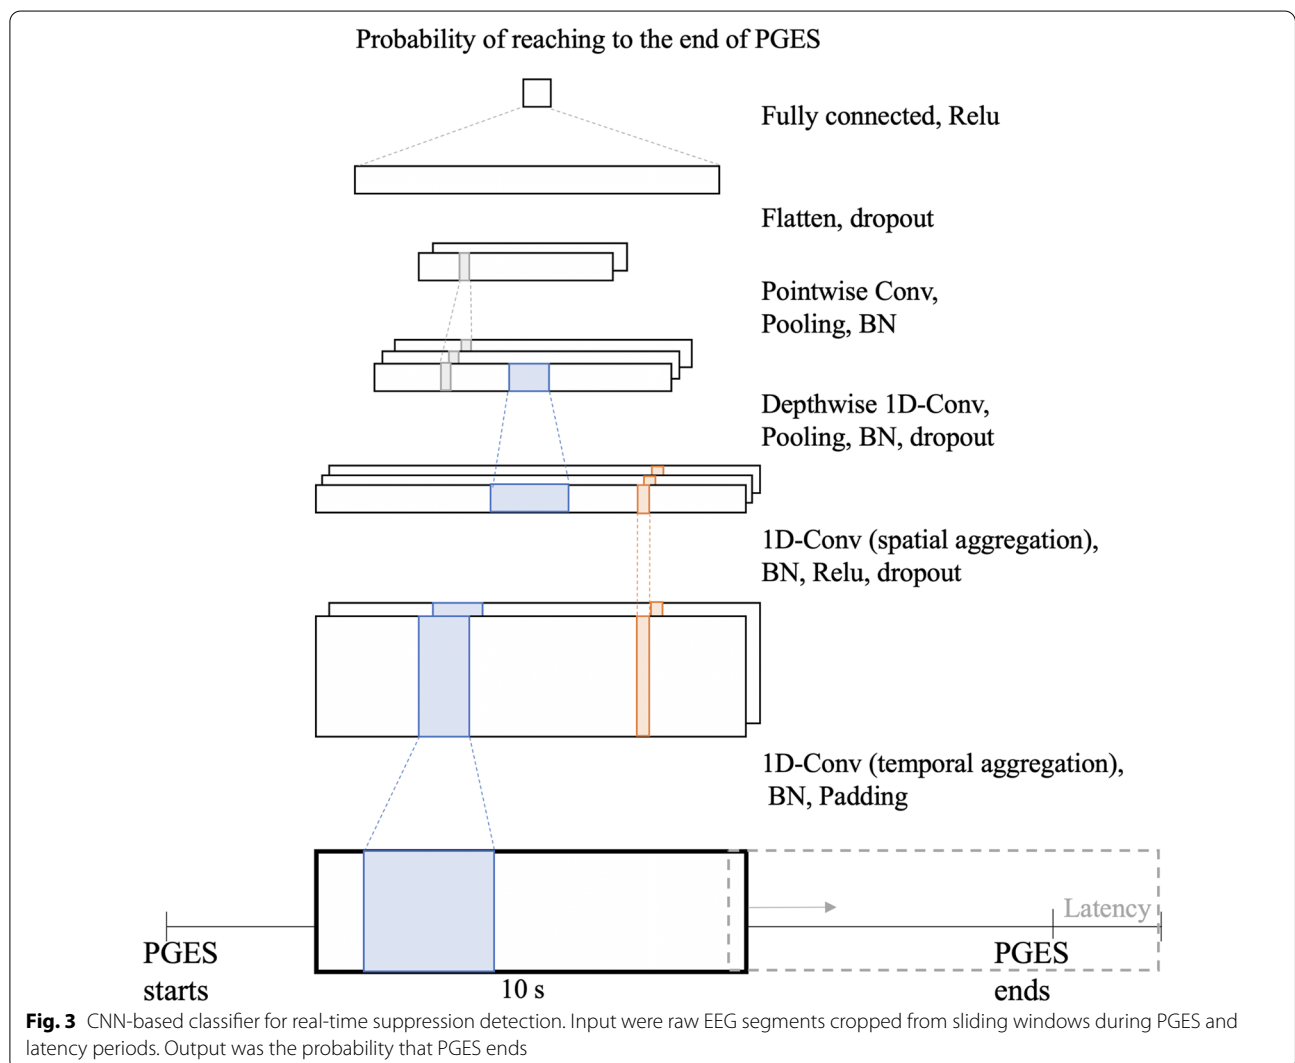 Probability of reaching to the end of PGES
Fully connected, Relu
Flatten, dropout
Pointwise Conv,
Pooling, BN
Depthwise 1D-Conv,
Pooling, BN, dropout
1D-Conv (spatial aggregation),
BN, Relu, dropout
1D-Conv (temporal aggregation),
BN, Padding
Latency
PGES
starts
10 s
PGES
ends
Fig. 3 CNN-based classifier for real-time suppression detection. Input were raw EEG segments cropped from sliding windows during PGES and
latency periods. Output was the probability that PGES ends